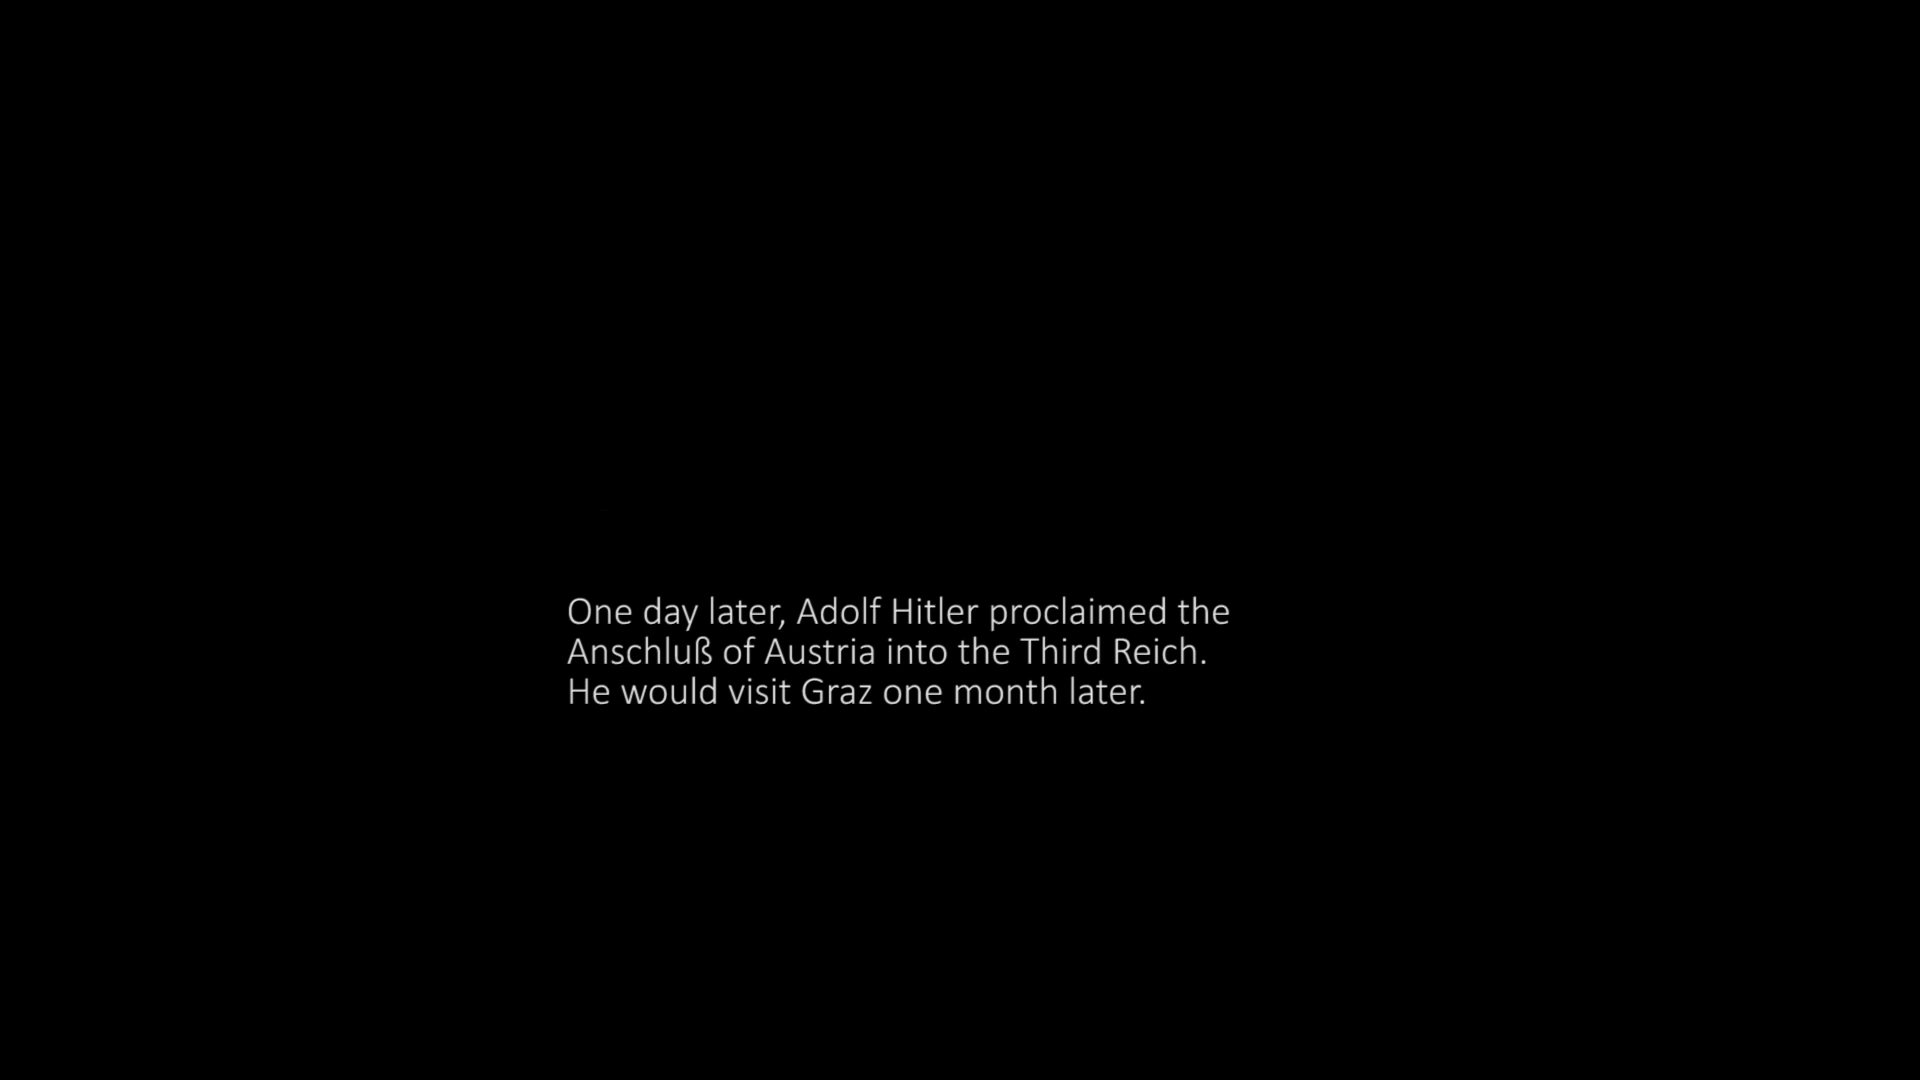 One day later, Adolf Hitler proclaimed the
Anschluß of Austria into the Third Reich.
He would visit Graz one month later.